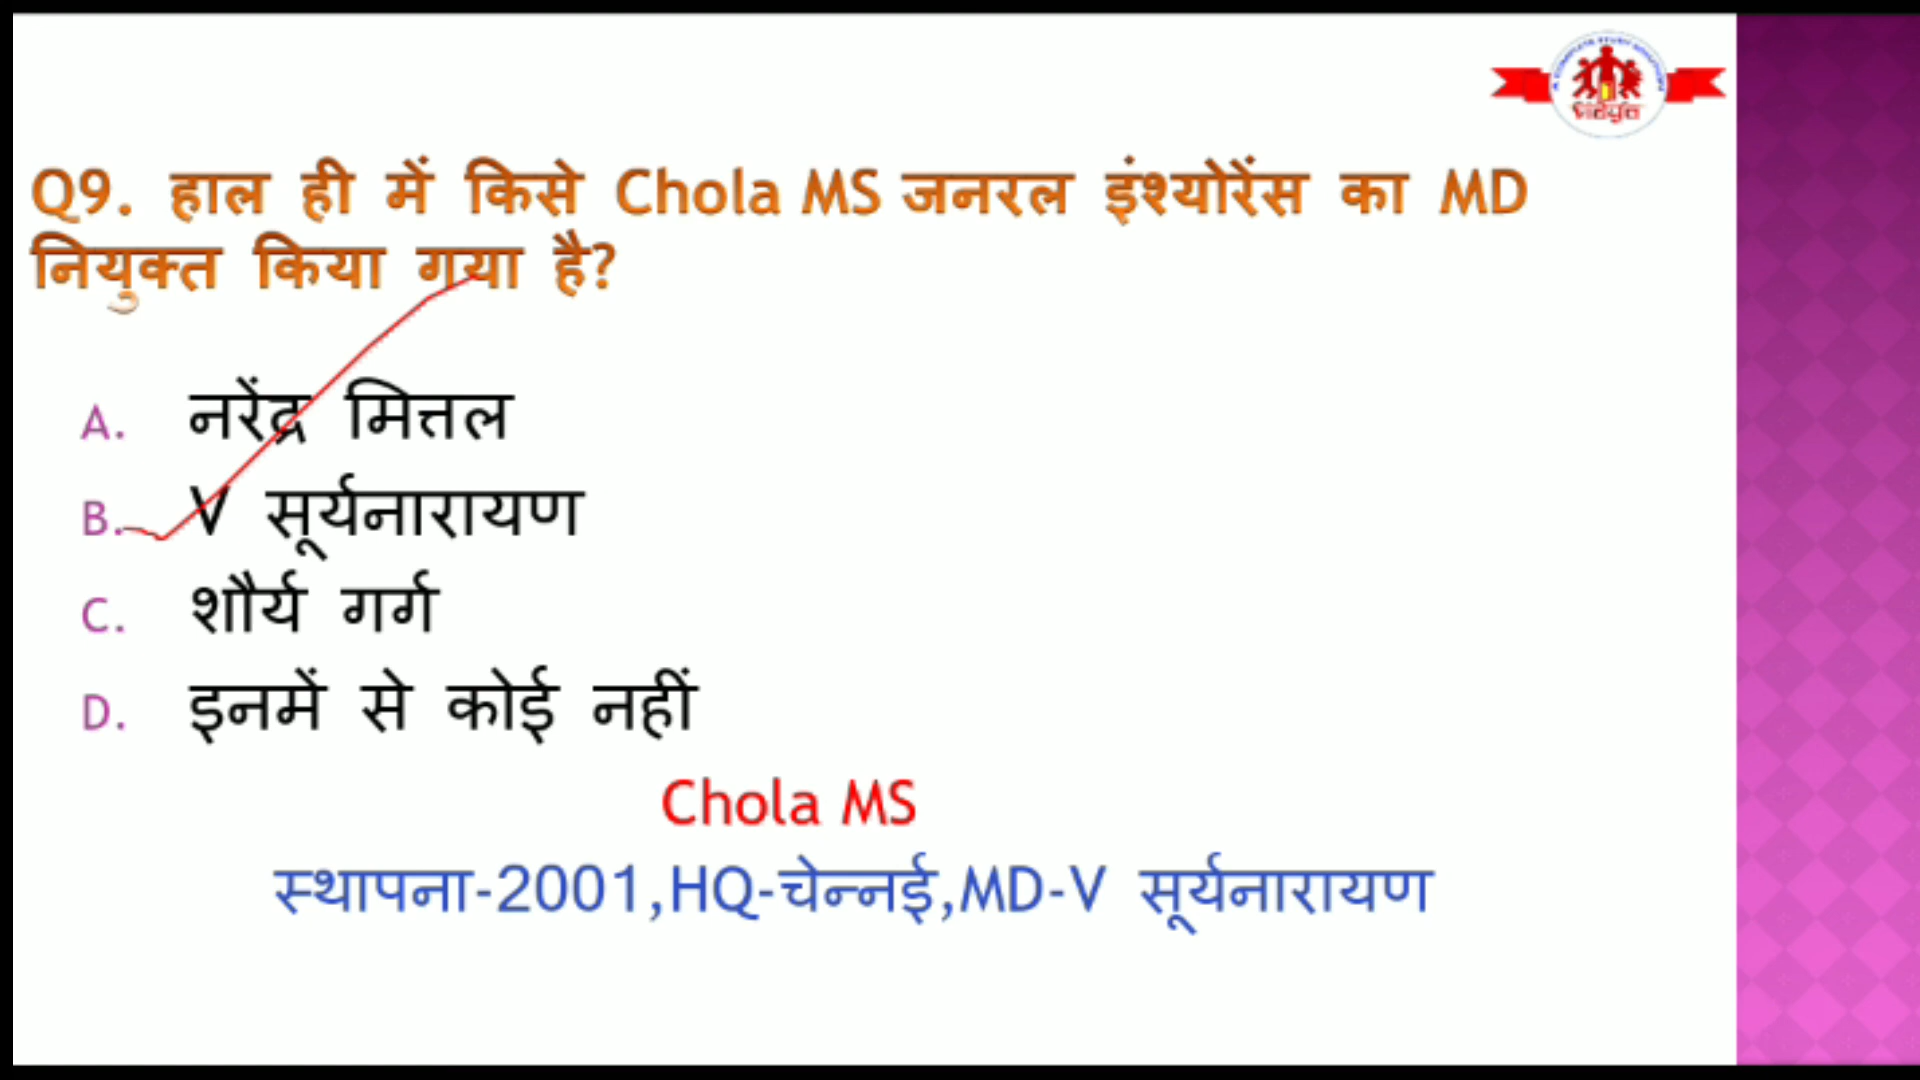 Q9. हाल ही में किसे Chola MS जनरल इंश्योरेंस का MD
नियुक्त किया गया है?
A. नरेंद्र मित्तल
B. V सूर्यनारायण
C. शौर्य गर्ग
D. इनमें से कोई नहीं
Chola MS
स्थापना-2001,HQ-चेन्नई,MD-V सूर्यनारायण